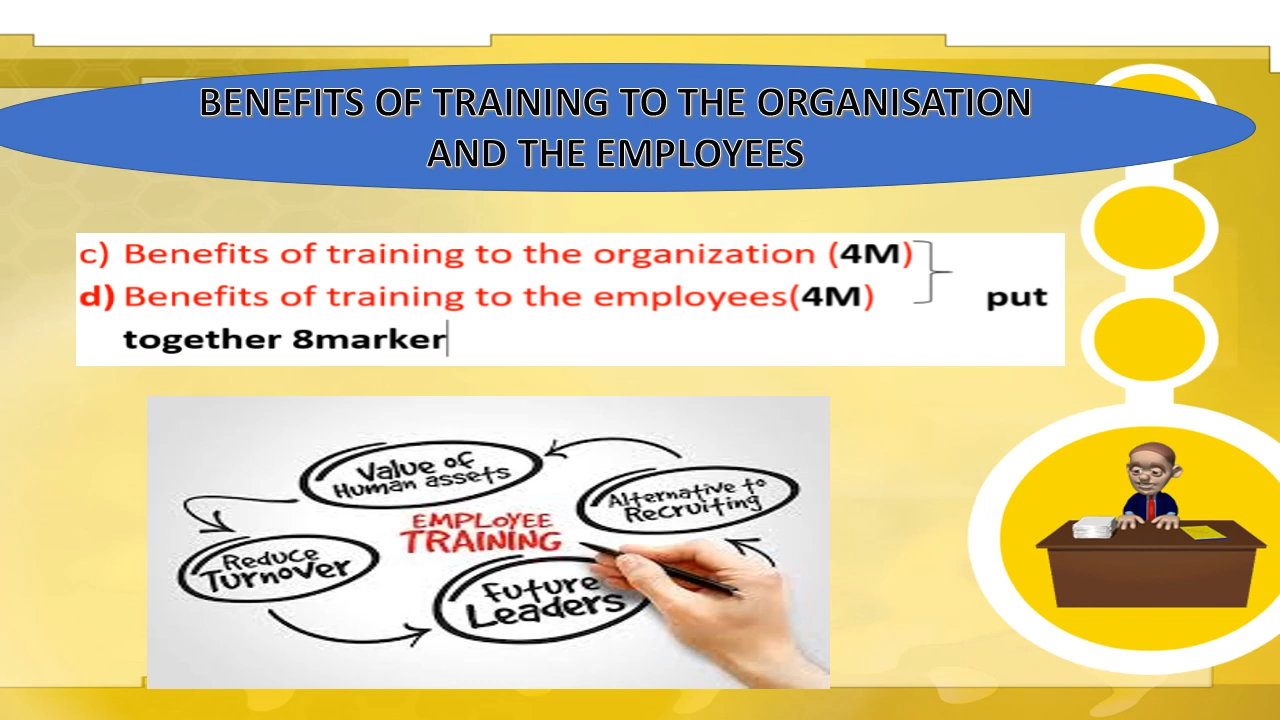 BENEFITS OF TRAINING TO THE ORGANISATION
AND THE EMPLOYEES
c) Benefits of training to the organization (4M)
d) Benefits of training to the employees(4M) put
together 8marker
Value of
Human assets
Alternative to
Recruiting
EMPLOYEE
TRAINING
Reduce
Turnover
Future
Leaders